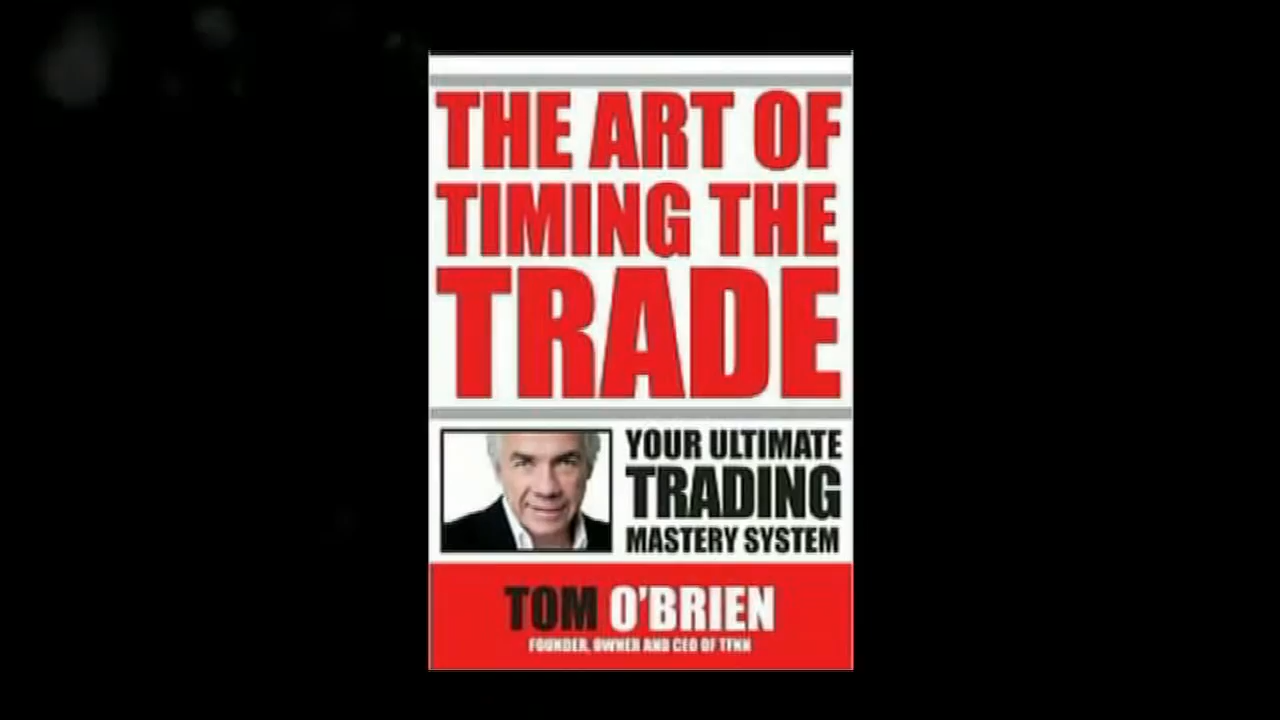 THE ART OF
TIMING THE
TRADE
YOUR ULTIMATE
TRADING
MASTERY SYSTEM
TOM O'BRIEN
FOUNDER, OWNER AND CEO OF TFNN